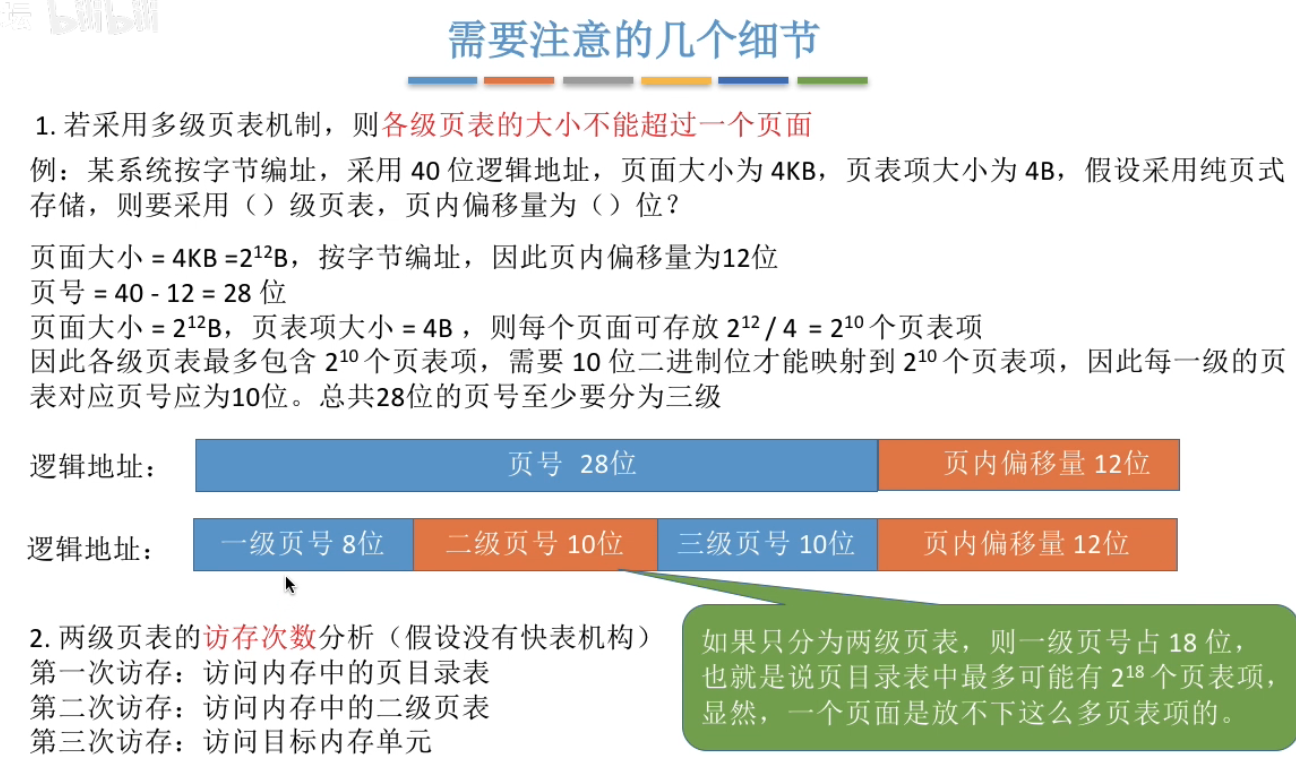 坛 bilibili
需要注意的几个细节
1. 若采用多级页表机制，则各级页表的大小不能超过一个页面
例：某系统按字节编址，采用 40 位逻辑地址，页面大小为 4KB，页表项大小为 4B，假设采用纯页式
存储，则要采用（）级页表，页内偏移量为（）位？
页面大小 = 4KB =2¹²B，按字节编址，因此页内偏移量为12位
页号 = 40 - 12 = 28 位
页面大小 = 2¹²B，页表项大小 = 4B ，则每个页面可存放 2¹² / 4 = 2¹⁰ 个页表项
因此各级页表最多包含 2¹⁰ 个页表项，需要 10 位二进制位才能映射到 2¹⁰ 个页表项，因此每一级的页
表对应页号应为10位。总共28位的页号至少要分为三级
逻辑地址： 页号 28位 页内偏移量 12位
逻辑地址： 一级页号 8位 二级页号 10位 三级页号 10位 页内偏移量 12位
2. 两级页表的访存次数分析（假设没有快表机构）
第一次访存：访问内存中的页目录表
第二次访存：访问内存中的二级页表
第三次访存：访问目标内存单元
如果只分为两级页表，则一级页号占 18 位，
也就是说页目录表中最多可能有 2¹⁸ 个页表项，
显然，一个页面是放不下这么多页表项的。